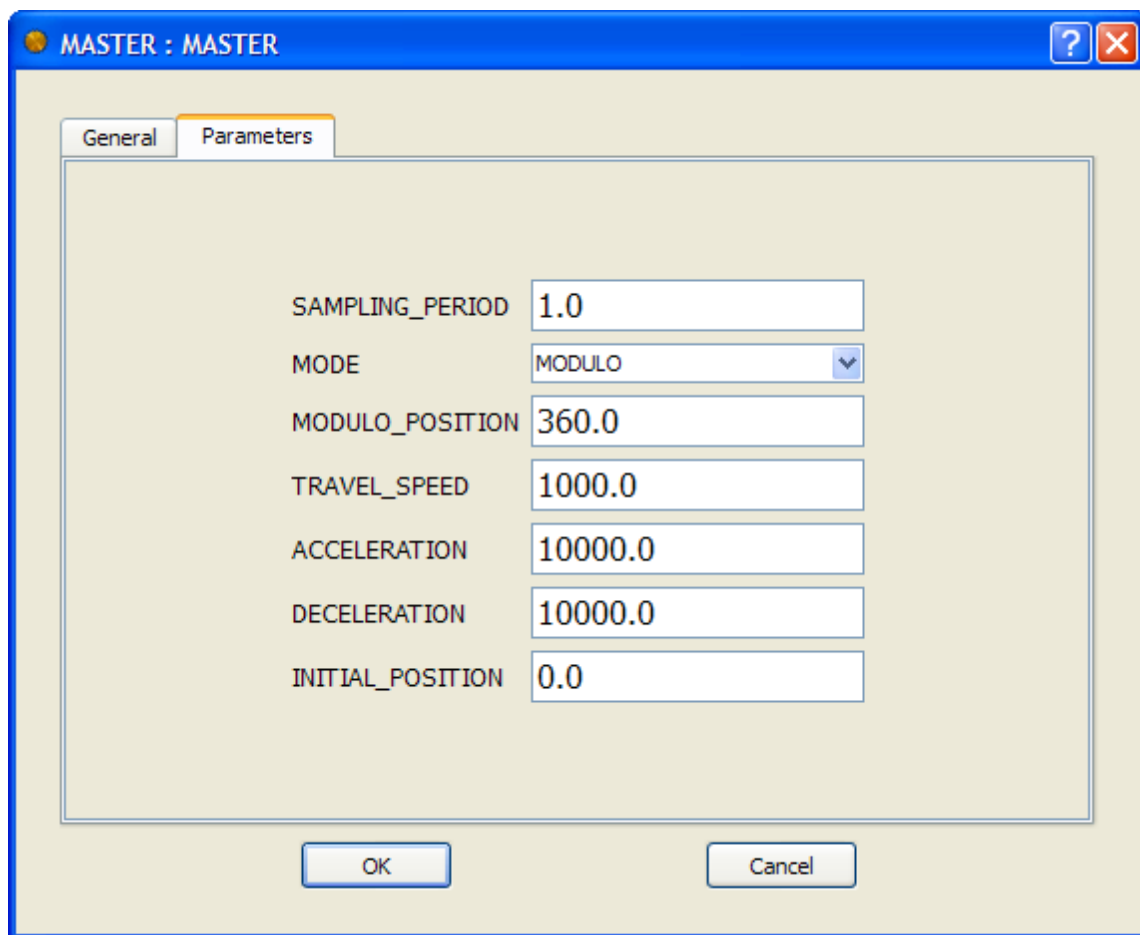 MASTER : MASTER
General Parameters
SAMPLING_PERIOD 1.0
MODE MODULO
MODULO_POSITION 360.0
TRAVEL_SPEED 1000.0
ACCELERATION 10000.0
DECELERATION 10000.0
INITIAL_POSITION 0.0
OK Cancel